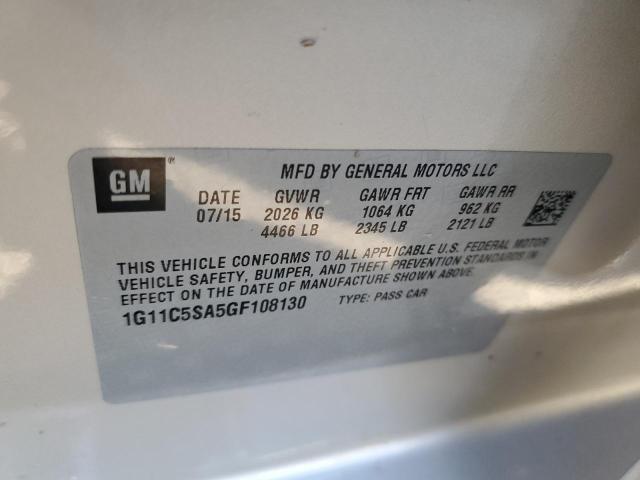 GM®
MFD BY GENERAL MOTORS LLC
DATE GVWR GAWR FRT GAWR RR
07/15 2026 KG 1064 KG 962 KG
4466 LB 2345 LB 2121 LB
THIS VEHICLE CONFORMS TO ALL APPLICABLE U.S. FEDERAL MOTOR
VEHICLE SAFETY, BUMPER, AND THEFT PREVENTION STANDARDS IN
EFFECT ON THE DATE OF MANUFACTURE SHOWN ABOVE.
1G11C5SA5GF108130 TYPE: PASS CAR